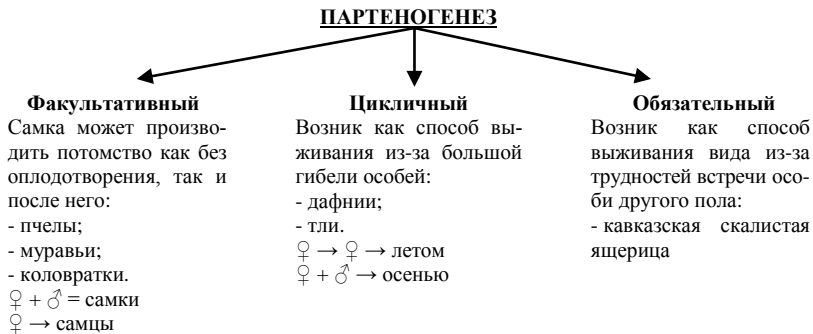 ПАРТЕНОГЕНЕЗ
Факультативный
Самка может произво-
дить потомство как без
оплодотворения, так и
после него:
- пчелы;
- муравьи;
- коловратки.
♀ + ♂ = самки
♀ → самцы
Цикличный
Возник как способ вы-
живания из-за большой
гибели особей:
- дафнии;
- тли.
♀ → ♀ → летом
♀ + ♂ → осенью
Обязательный
Возник как способ
выживания вида из-за
трудностей встречи осо-
би другого пола:
- кавказская скалистая
ящерица